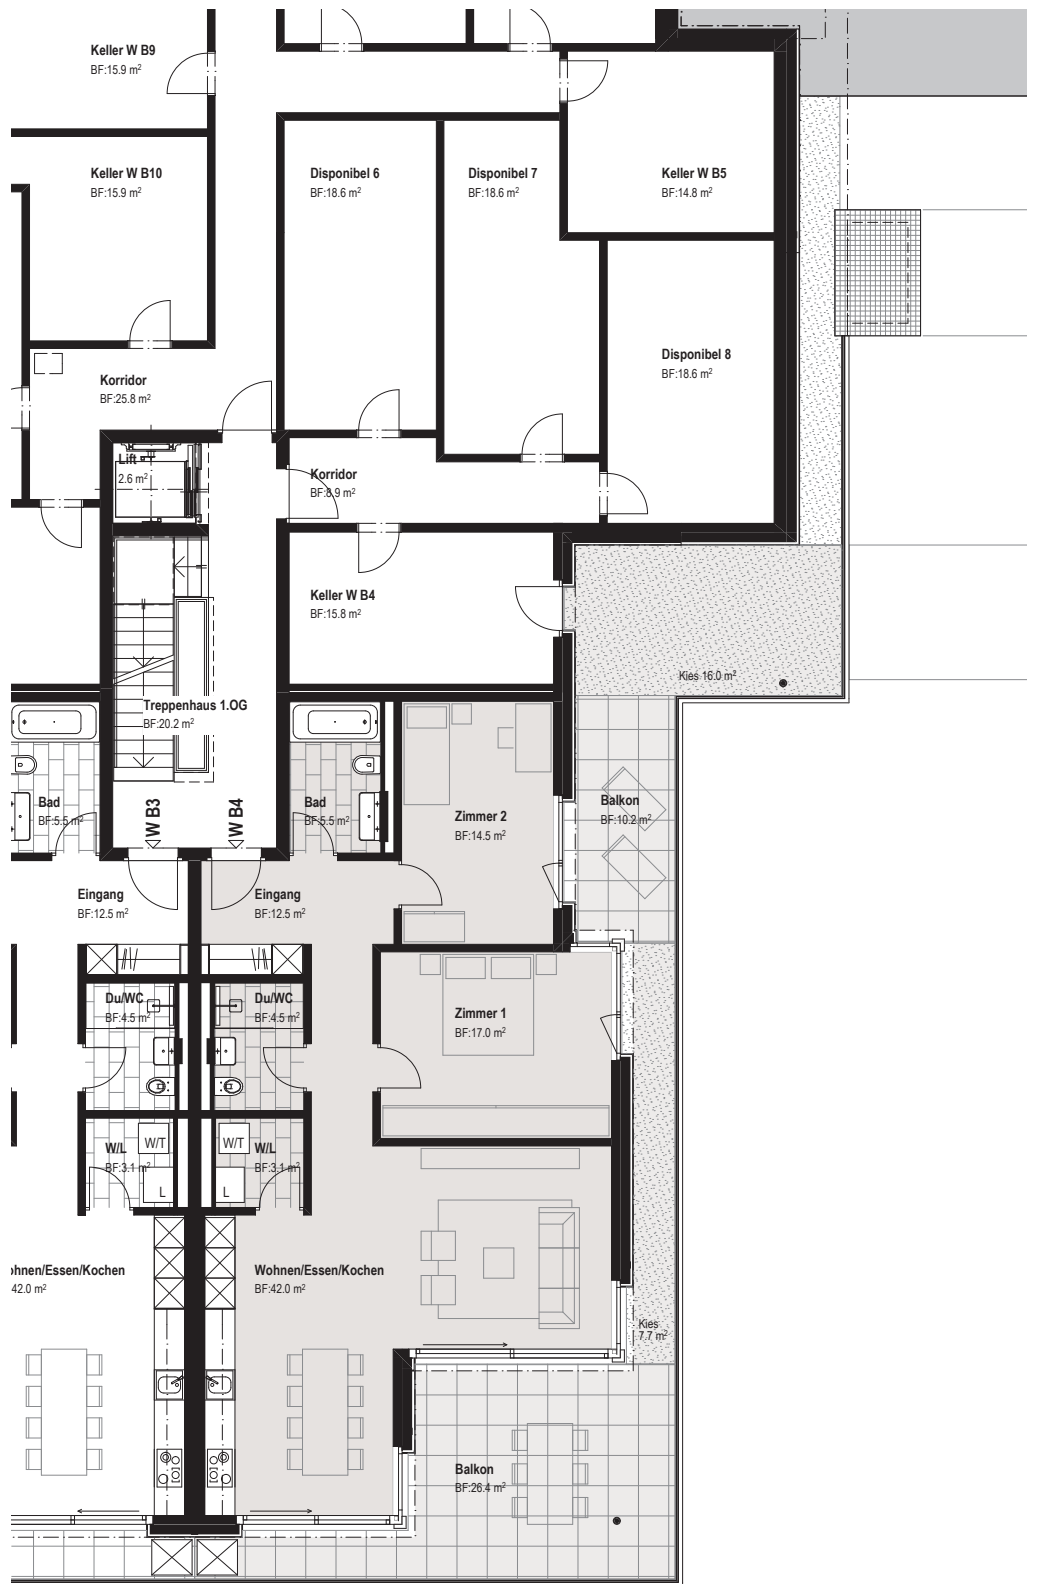 Keller W B9
BF:15.9 m²
Keller W B10
BF:15.9 m²
Disponibel 6
BF:18.6 m²
Disponibel 7
BF:18.6 m²
Keller W B5
BF:14.8 m²
Disponibel 8
BF:18.6 m²
Korridor
BF:25.8 m²
Lift
2.6 m²
Korridor
BF:8.9 m²
Keller W B4
BF:15.8 m²
Kies 16.0 m²
Treppenhaus 1.OG
BF:20.2 m²
Bad
BF:5.5 m²
W B3
W B4
Bad
BF:5.5 m²
Zimmer 2
BF:14.5 m²
Balkon
BF:10.2 m²
Eingang
BF:12.5 m²
Eingang
BF:12.5 m²
Du/WC
BF:4.5 m²
Du/WC
BF:4.5 m²
Zimmer 1
BF:17.0 m²
W/L
BF:3.1 m²
W/T
L
W/T
L
W/L
BF:3.1 m²
ohnen/Essen/Kochen
42.0 m²
Wohnen/Essen/Kochen
BF:42.0 m²
Kies
7.7 m²
Balkon
BF:26.4 m²